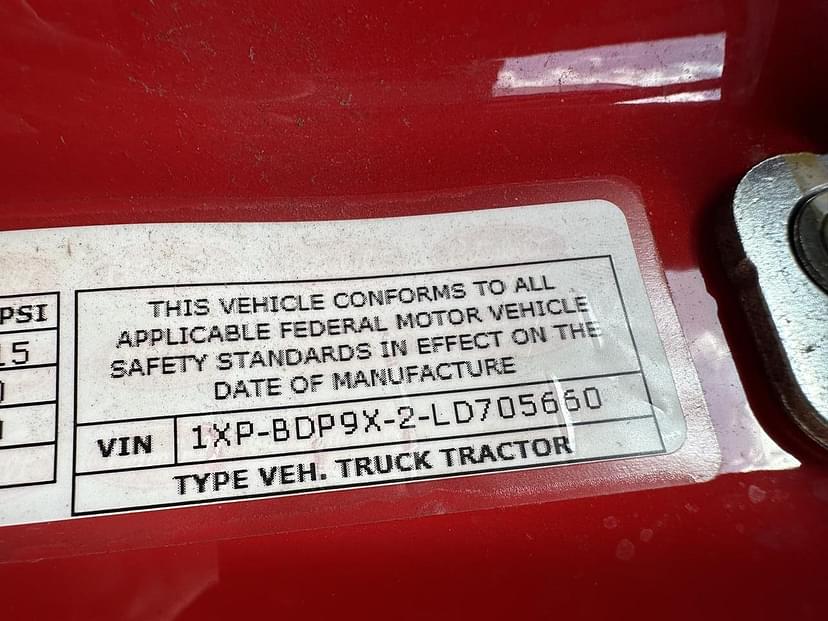 PSI
15
THIS VEHICLE CONFORMS TO ALL
APPLICABLE FEDERAL MOTOR VEHICLE
SAFETY STANDARDS IN EFFECT ON THE
DATE OF MANUFACTURE
VIN 1XP-BDP9X-2-LD705660
TYPE VEH. TRUCK TRACTOR